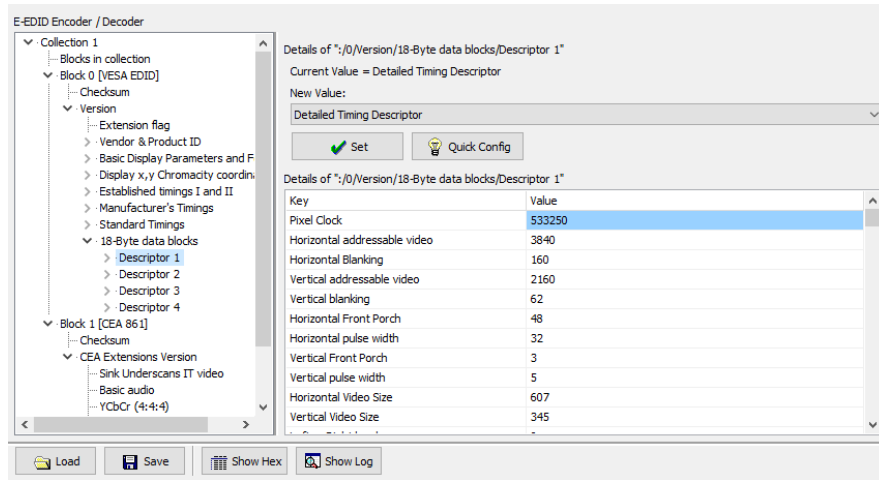 E-EDID Encoder / Decoder
Collection 1
Blocks in collection
Block 0 [VESA EDID]
Checksum
Version
Extension flag
Vendor & Product ID
Basic Display Parameters and F
Display x,y Chromacity coordin
Established timings I and II
Manufacturer's Timings
Standard Timings
18-Byte data blocks
Descriptor 1
Descriptor 2
Descriptor 3
Descriptor 4
Block 1 [CEA 861]
Checksum
CEA Extensions Version
Sink Underscans IT video
Basic audio
YCbCr (4:4:4)
Details of ":/0/Version/18-Byte data blocks/Descriptor 1"
Current Value = Detailed Timing Descriptor
New Value:
Detailed Timing Descriptor
Set Quick Config
Details of ":/0/Version/18-Byte data blocks/Descriptor 1"
Key Value
Pixel Clock 533250
Horizontal addressable video 3840
Horizontal Blanking 160
Vertical addressable video 2160
Vertical blanking 62
Horizontal Front Porch 48
Horizontal pulse width 32
Vertical Front Porch 3
Vertical pulse width 5
Horizontal Video Size 607
Vertical Video Size 345
Load Save Show Hex Show Log